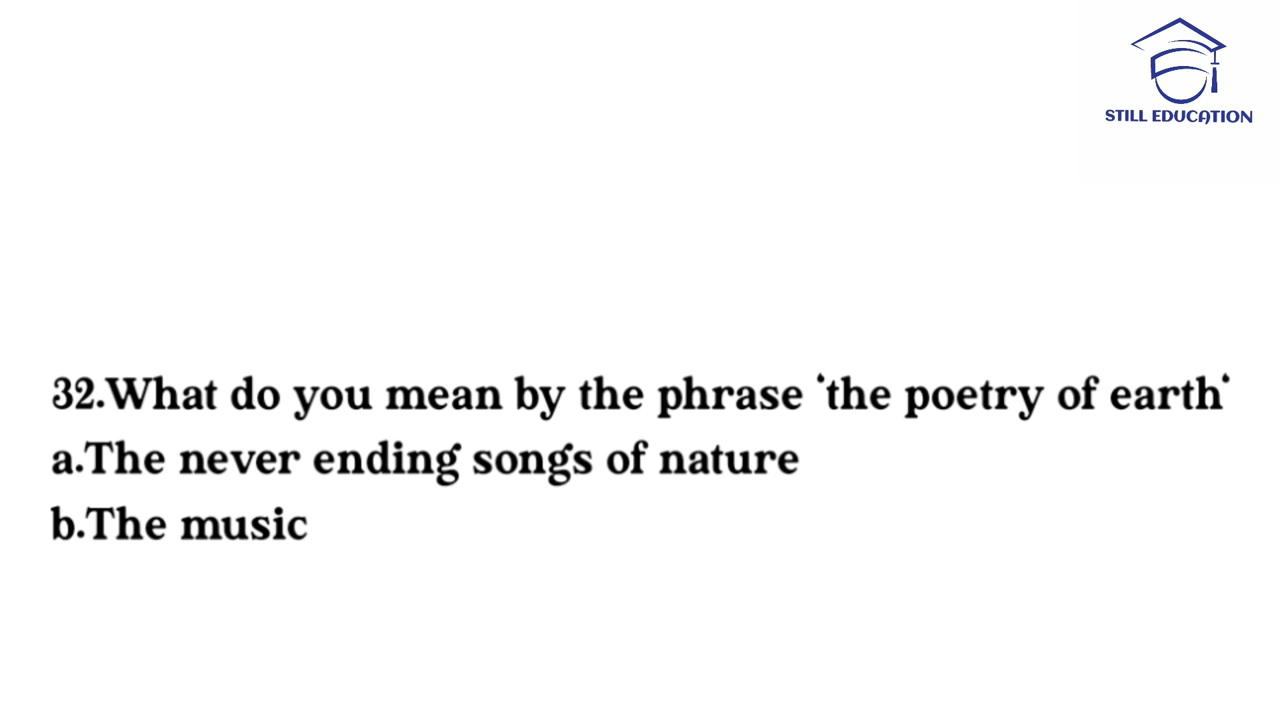 STILL EDUCATION
32.What do you mean by the phrase ‘the poetry of earth‘
a.The never ending songs of nature
b.The music